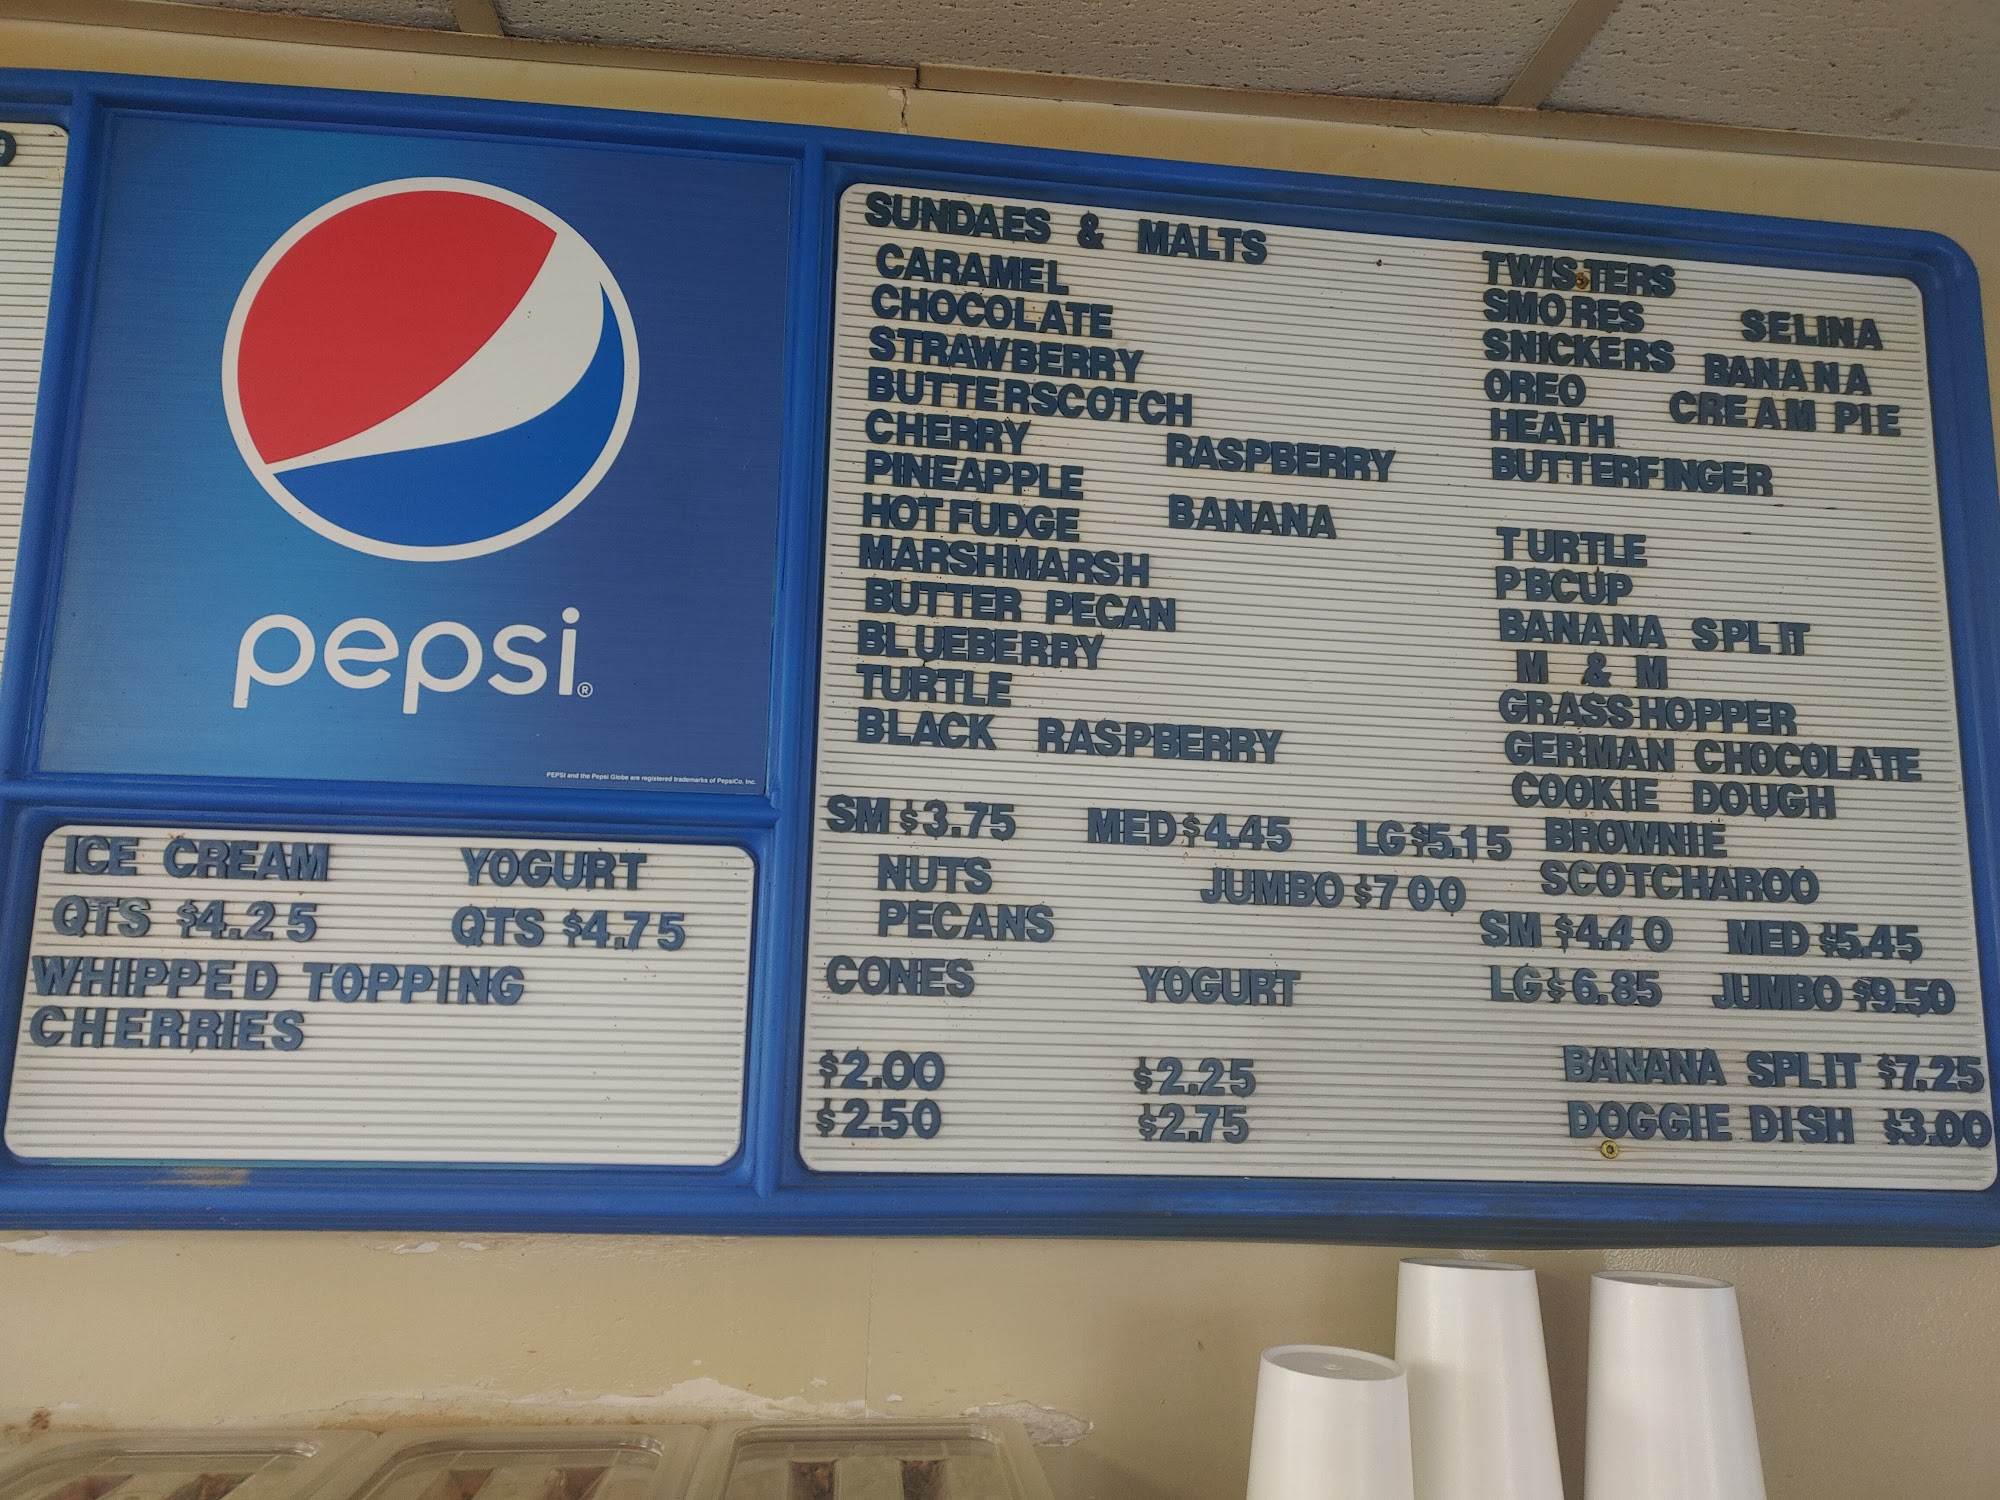 pepsi®
PEPSI and the Pepsi Globe are registered trademarks of PepsiCo, Inc.
ICE CREAM YOGURT
QTS $4.25 QTS $4.75
WHIPPED TOPPING
CHERRIES
SUNDAES & MALTS
CARAMEL
CHOCOLATE
STRAWBERRY
BUTTERSCOTCH
CHERRY RASPBERRY
PINEAPPLE
HOT FUDGE BANANA
MARSHMARSH
BUTTER PECAN
BLUEBERRY
TURTLE
BLACK RASPBERRY
SM $3.75 MED $4.45 LG $5.15
NUTS JUMBO $7 00
PECANS
CONES YOGURT
$2.00 $2.25
$2.50 $2.75
TWISTERS
SMORES SELINA
SNICKERS BANANA
OREO CREAM PIE
HEATH
BUTTERFINGER
TURTLE
PBCUP
BANANA SPLIT
M & M
GRASSHOPPER
GERMAN CHOCOLATE
COOKIE DOUGH
BROWNIE
SCOTCHAROO
SM $4.40 MED $5.45
LG $6.85 JUMBO $9.50
BANANA SPLIT $7.25
DOGGIE DISH $3.00